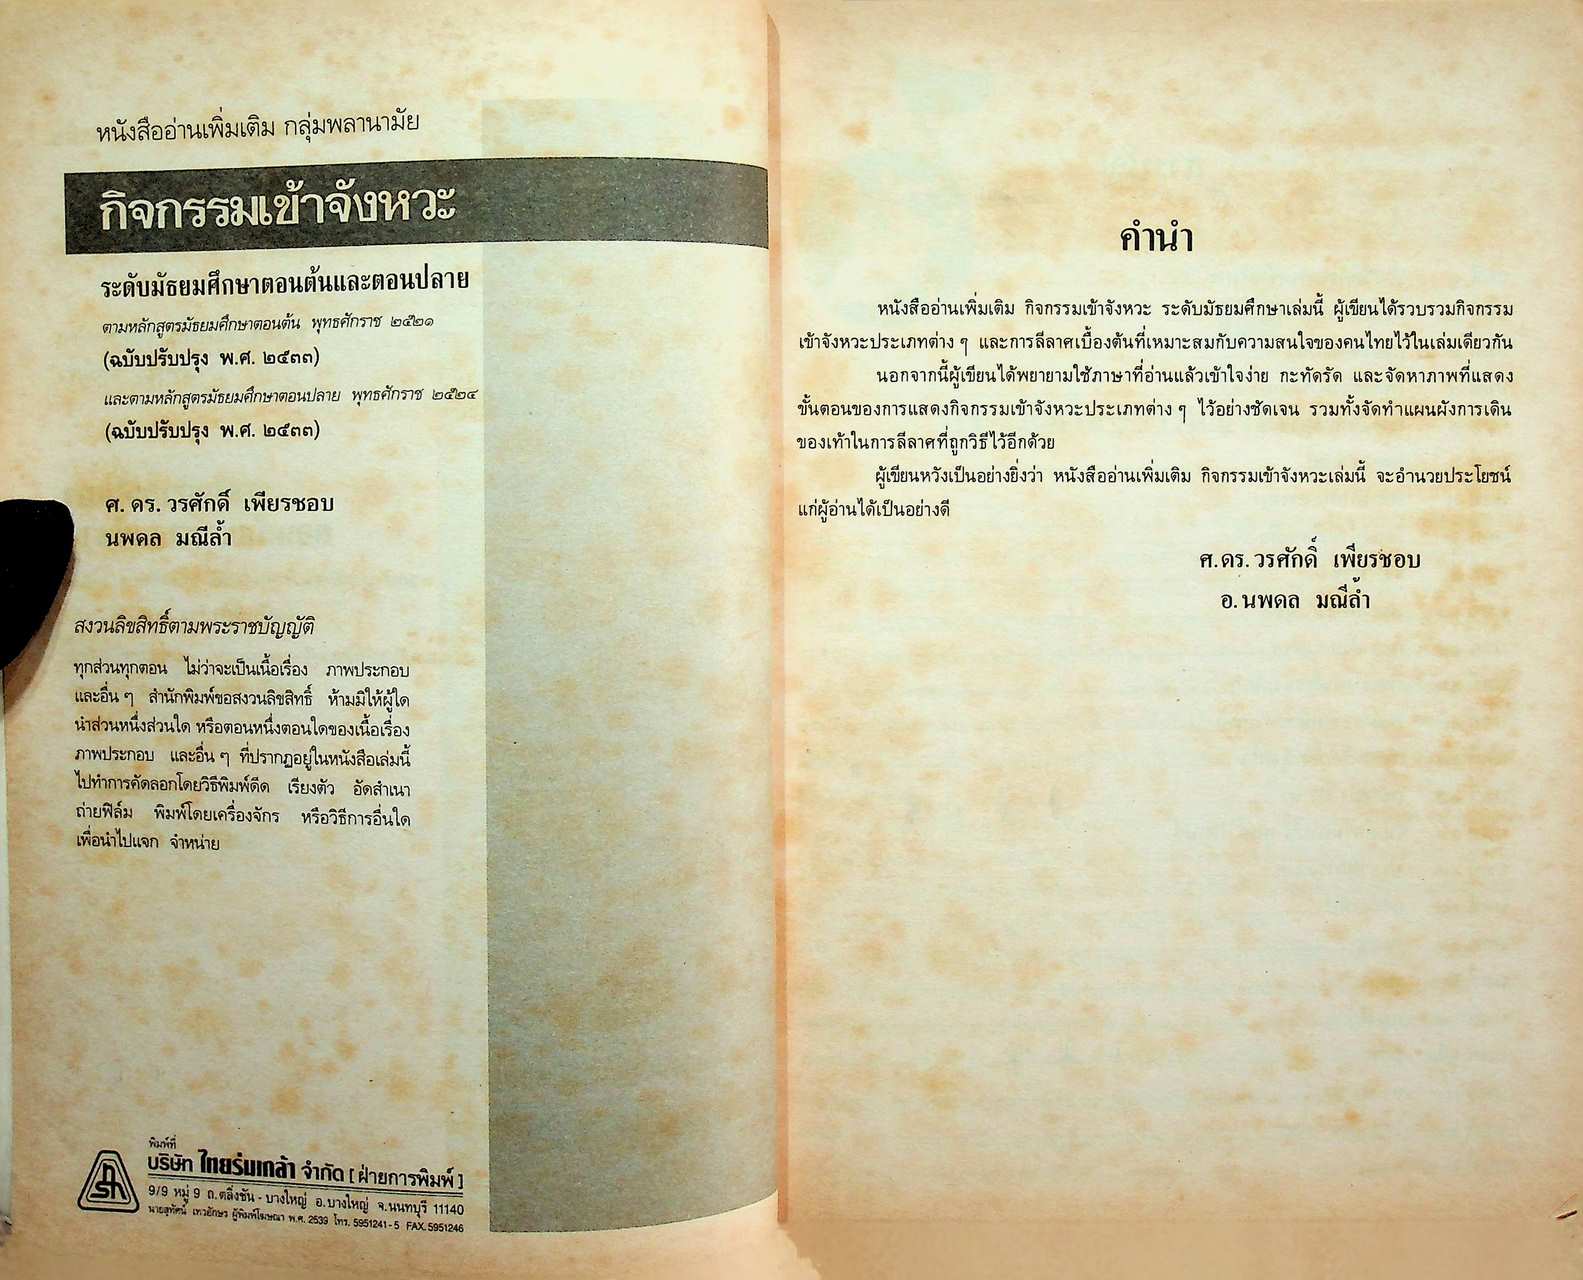 หนังสืออ่านเพิ่มเติม กลุ่มพลานามัย
กิจกรรมเข้าจังหวะ
ระดับมัธยมศึกษาตอนต้นและตอนปลาย
ตามหลักสูตรมัธยมศึกษาตอนต้น พุทธศักราช ๒๕๒๑
(ฉบับปรับปรุง พ.ศ. ๒๕๓๓)
และตามหลักสูตรมัธยมศึกษาตอนปลาย พุทธศักราช ๒๕๒๔
(ฉบับปรับปรุง พ.ศ. ๒๕๓๓)
ศ. ดร. วรศักดิ์ เพียรชอบ
นพดล มณีล้ำ
สงวนลิขสิทธิ์ตามพระราชบัญญัติ
ทุกส่วนทุกตอน ไม่ว่าจะเป็นเนื้อเรื่อง ภาพประกอบ
และอื่น ๆ สำนักพิมพ์ขอสงวนลิขสิทธิ์ ห้ามมิให้ผู้ใด
นำส่วนหนึ่งส่วนใด หรือตอนหนึ่งตอนใดของเนื้อเรื่อง
ภาพประกอบ และอื่น ๆ ที่ปรากฏอยู่ในหนังสือเล่มนี้
ไปทำการคัดลอกโดยวิธีพิมพ์ดีด เรียงตัว อัดสำเนา
ถ่ายฟิล์ม พิมพ์โดยเครื่องจักร หรือวิธีการอื่นใด
เพื่อนำไปแจก จำหน่าย
พิมพ์ที่
บริษัท ไทยร่มเกล้า จำกัด [ ฝ่ายการพิมพ์ ]
9/9 หมู่ 9 ถ.ตลิ่งชัน - บางใหญ่ อ.บางใหญ่ จ.นนทบุรี 11140
นายสุทัศน์ เทวอักษร ผู้พิมพ์โฆษณา พ.ศ. 2539 โทร. 5951241-5 FAX.5951246
คำนำ
หนังสืออ่านเพิ่มเติม กิจกรรมเข้าจังหวะ ระดับมัธยมศึกษาเล่มนี้ ผู้เขียนได้รวบรวมกิจกรรม
เข้าจังหวะประเภทต่าง ๆ และการลีลาศเบื้องต้นที่เหมาะสมกับความสนใจของคนไทยไว้ในเล่มเดียวกัน
นอกจากนี้ผู้เขียนได้พยายามใช้ภาษาที่อ่านแล้วเข้าใจง่าย กะทัดรัด และจัดหาภาพที่แสดง
ขั้นตอนของการแสดงกิจกรรมเข้าจังหวะประเภทต่าง ๆ ไว้อย่างชัดเจน รวมทั้งจัดทำแผนผังการเดิน
ของเท้าในการลีลาศที่ถูกวิธีไว้อีกด้วย
ผู้เขียนหวังเป็นอย่างยิ่งว่า หนังสืออ่านเพิ่มเติม กิจกรรมเข้าจังหวะเล่มนี้ จะอำนวยประโยชน์
แก่ผู้อ่านได้เป็นอย่างดี
ศ.ดร. วรศักดิ์ เพียรชอบ
อ. นพดล มณีล้ำ